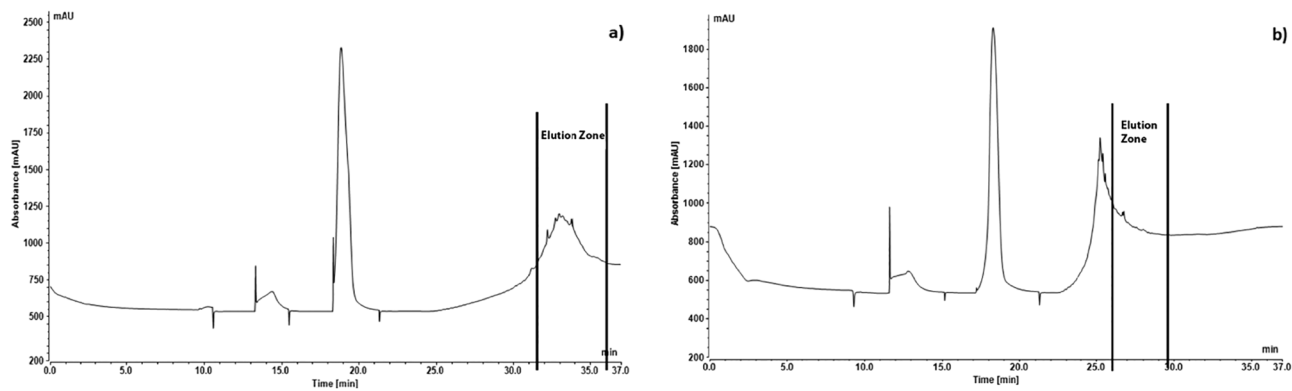 mAU
a)
2500
2250
2000
1750
1500
1250
1000
750
500
200
Absorbance [mAU]
Elution Zone
min
0.0 5.0 10.0 15.0 20.0 25.0 30.0 35.0 37.0
Time [min]
mAU
b)
1800
1600
1400
1200
1000
800
600
400
200
Absorbance [mAU]
Elution
Zone
min
0.0 5.0 10.0 15.0 20.0 25.0 30.0 35.0 37.0
Time [min]